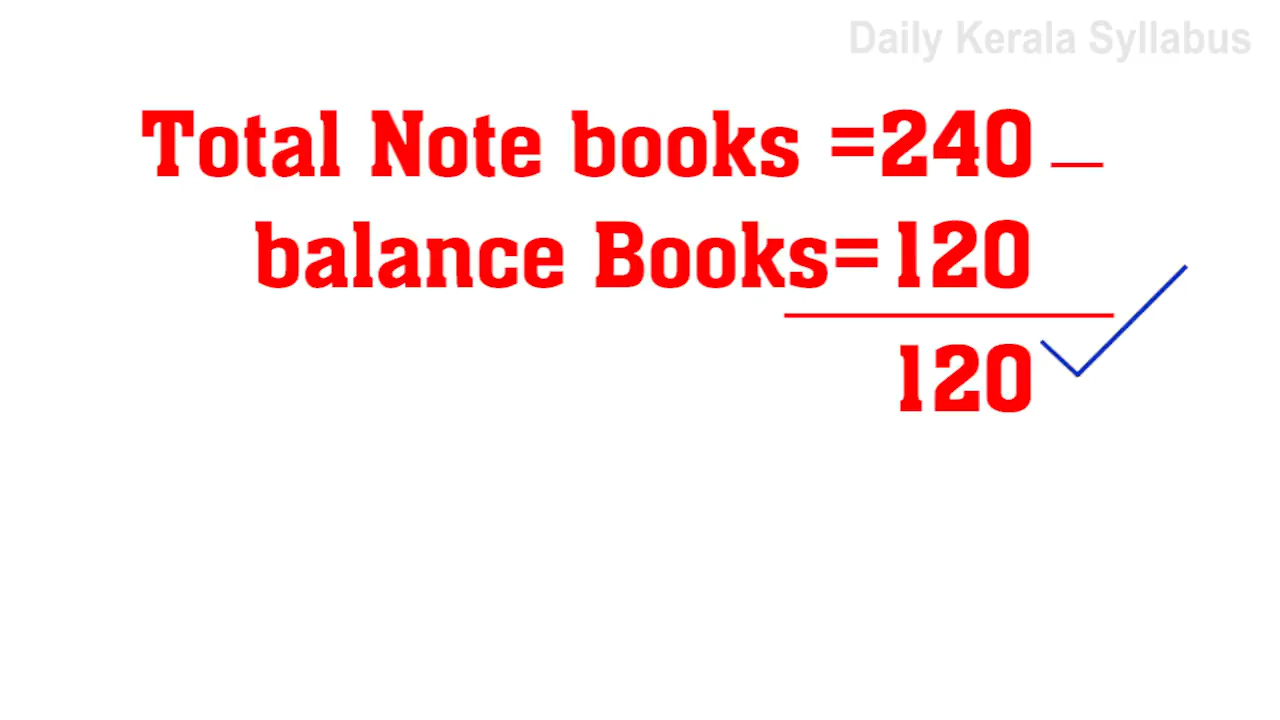 Daily Kerala Syllabus
Total Note books =240 —
balance Books=120
120